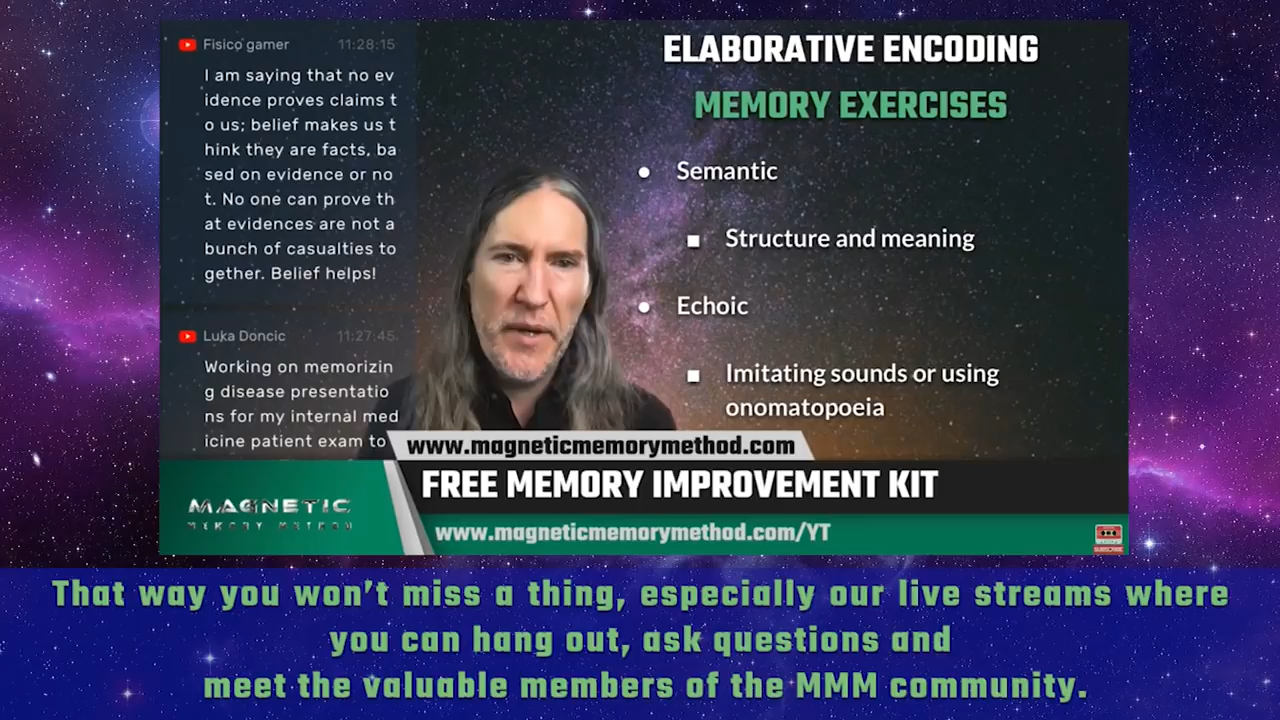 Fisico gamer 11:28:15
I am saying that no ev
idence proves claims t
o us; belief makes us t
hink they are facts, ba
sed on evidence or no
t. No one can prove th
at evidences are not a
bunch of casualties to
gether. Belief helps!
Luka Doncic 11:27:45
Working on memorizin
g disease presentatio
ns for my internal med
icine patient exam to
ELABORATIVE ENCODING
MEMORY EXERCISES
• Semantic
▪ Structure and meaning
• Echoic
▪ Imitating sounds or using
onomatopoeia
www.magneticmemorymethod.com
FREE MEMORY IMPROVEMENT KIT
MAGNETIC
MEMORY METHOD
www.magneticmemorymethod.com/YT
SUBSCRIBE
That way you won't miss a thing, especially our live streams where
you can hang out, ask questions and
meet the valuable members of the MMM community.